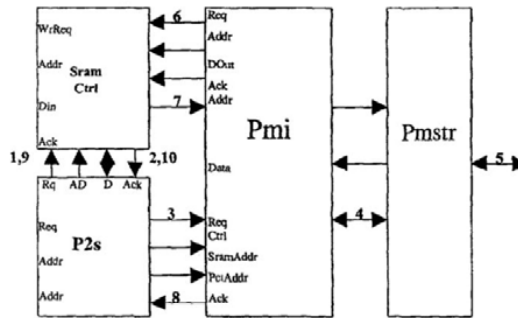 WrReq
Addr
Sram
Ctrl
Din
Ack
6
7
Req
Addr
DOut
Ack
Addr
Pmi
Data
Req
Ctrl
SramAddr
PciAddr
Ack
Pmstr
5
4
1,9
2,10
Rq AD D Ack
Req
P2s
Addr
Addr
3
8